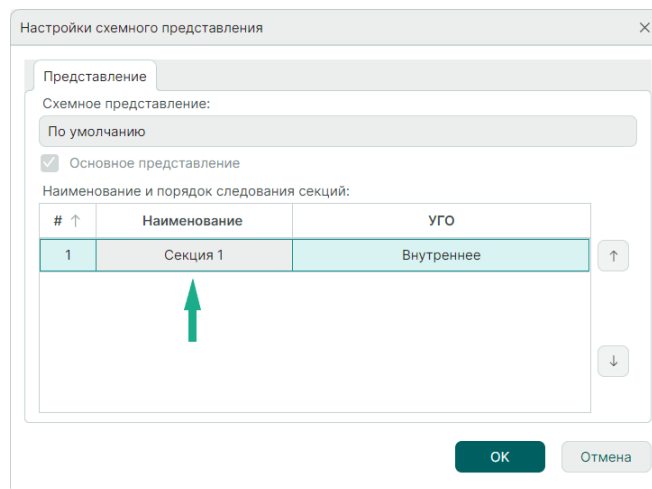 Настройки схемного представления
Представление
Схемное представление:
По умолчанию
Основное представление
Наименование и порядок следования секций:
# ↑ Наименование УГО
1 Секция 1 Внутреннее
ОК Отмена